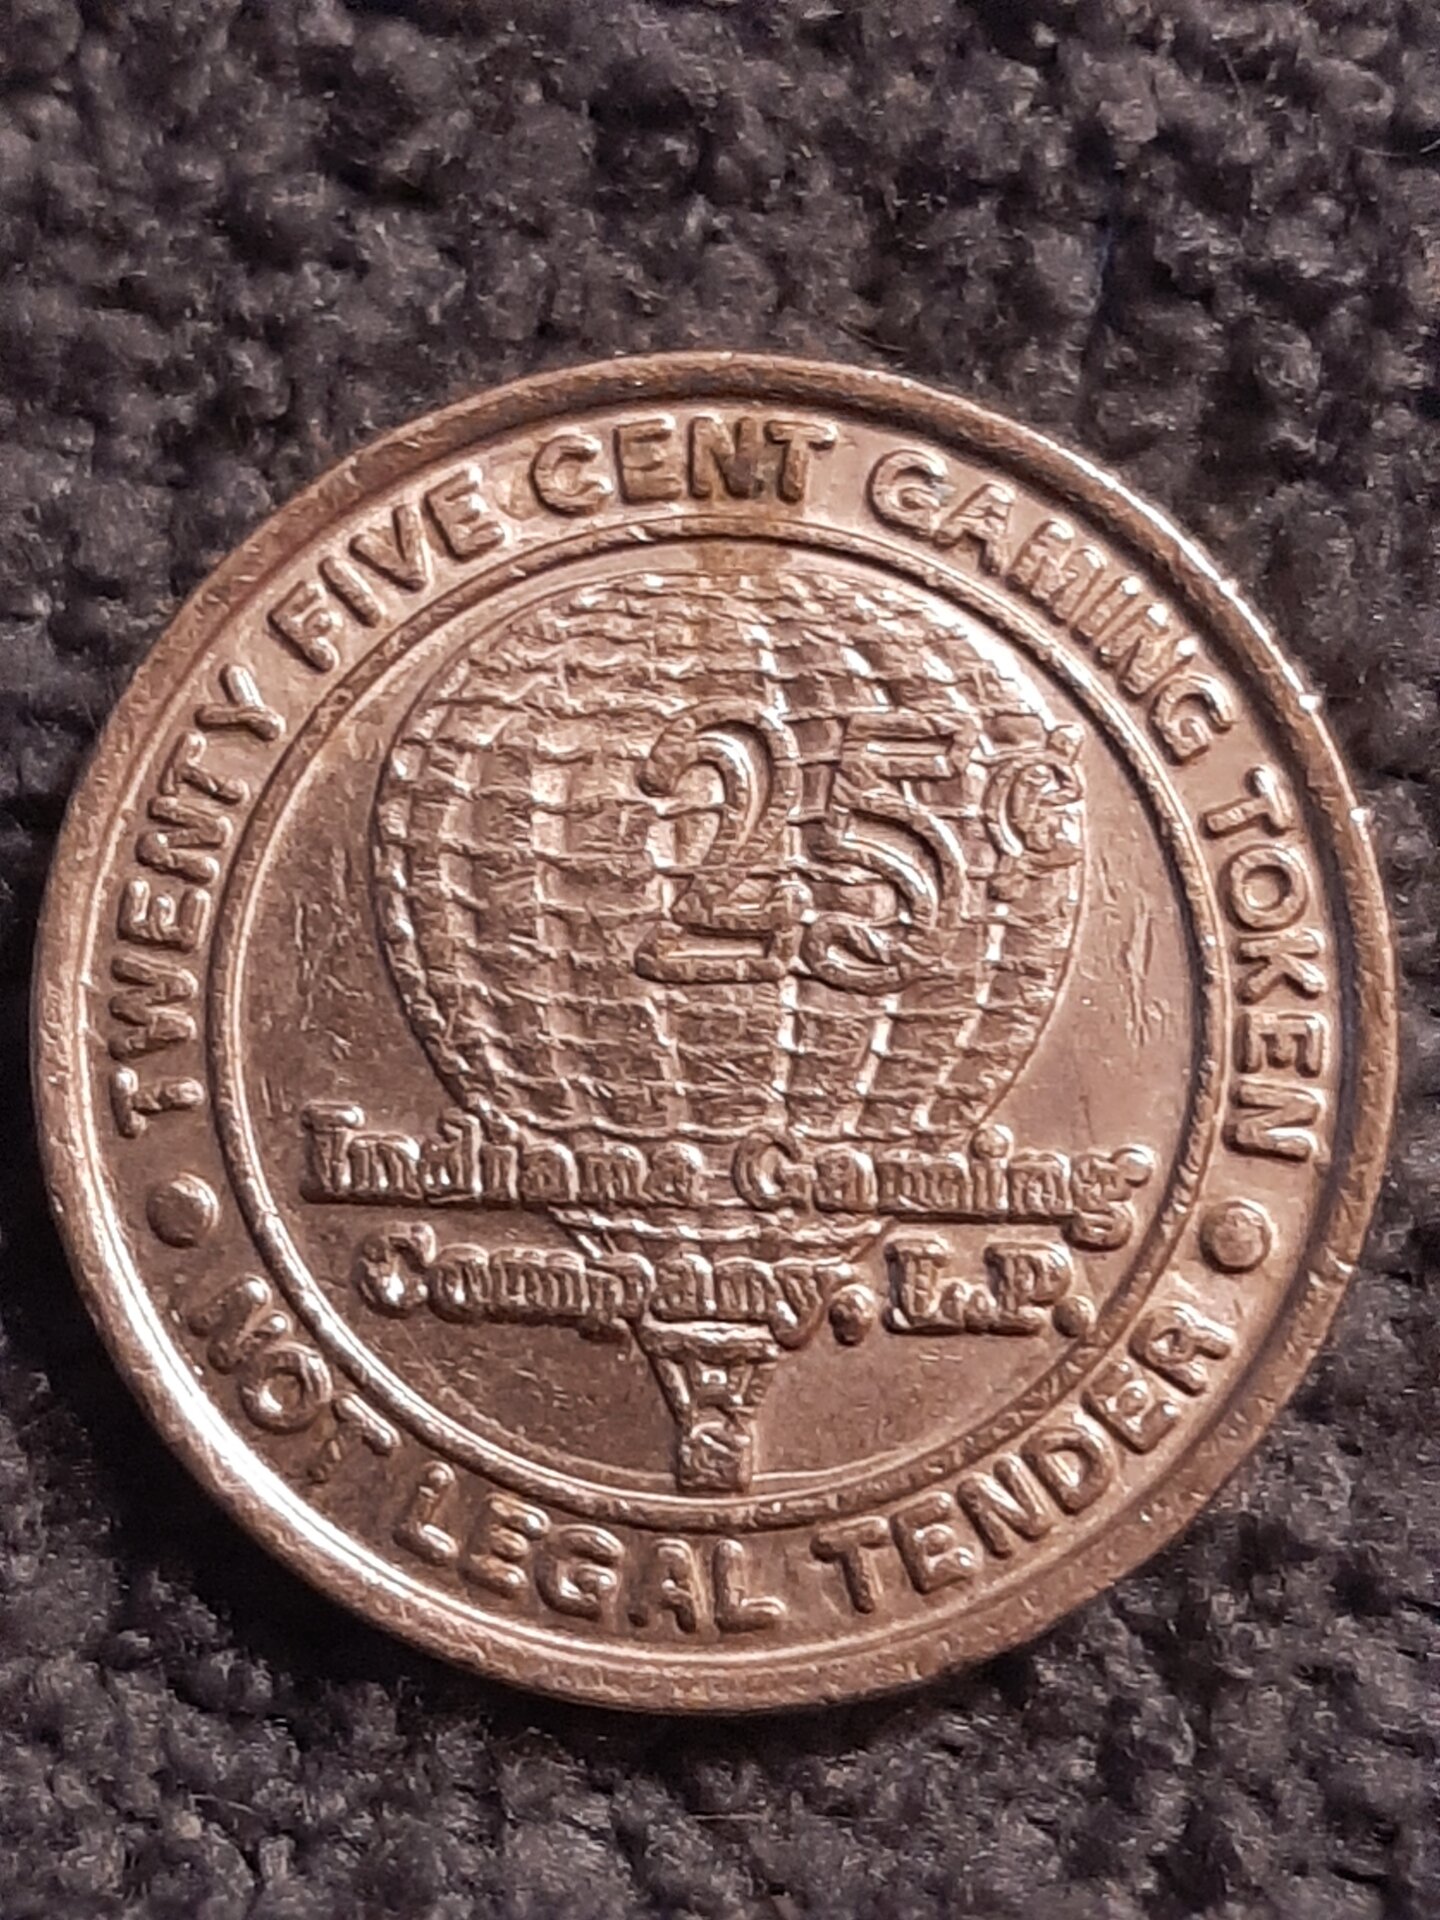 TWENTY FIVE CENT GAMING TOKEN
25¢
Indiana Gaming
Company, L.P.
• NOT LEGAL TENDER •